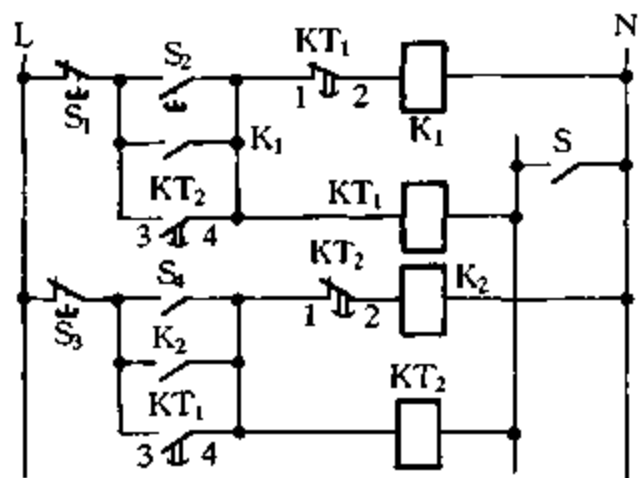 L N
S₂ KT₁
S₁ 1 2 K₁
K₁ S
KT₂ KT₁
3 4
S₄ KT₂ K₂
S₃ 1 2
K₂
KT₁ KT₂
3 4